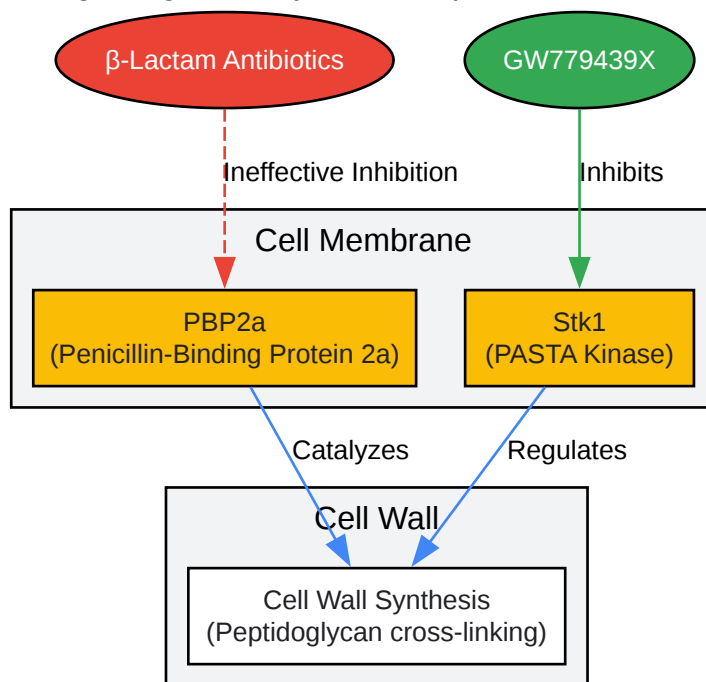 β-Lactam Antibiotics
GW779439X
Ineffective Inhibition
Inhibits
Cell Membrane
PBP2a
(Penicillin-Binding Protein 2a)
Stk1
(PASTA Kinase)
Catalyzes
Regulates
Cell Wall
Cell Wall Synthesis
(Peptidoglycan cross-linking)